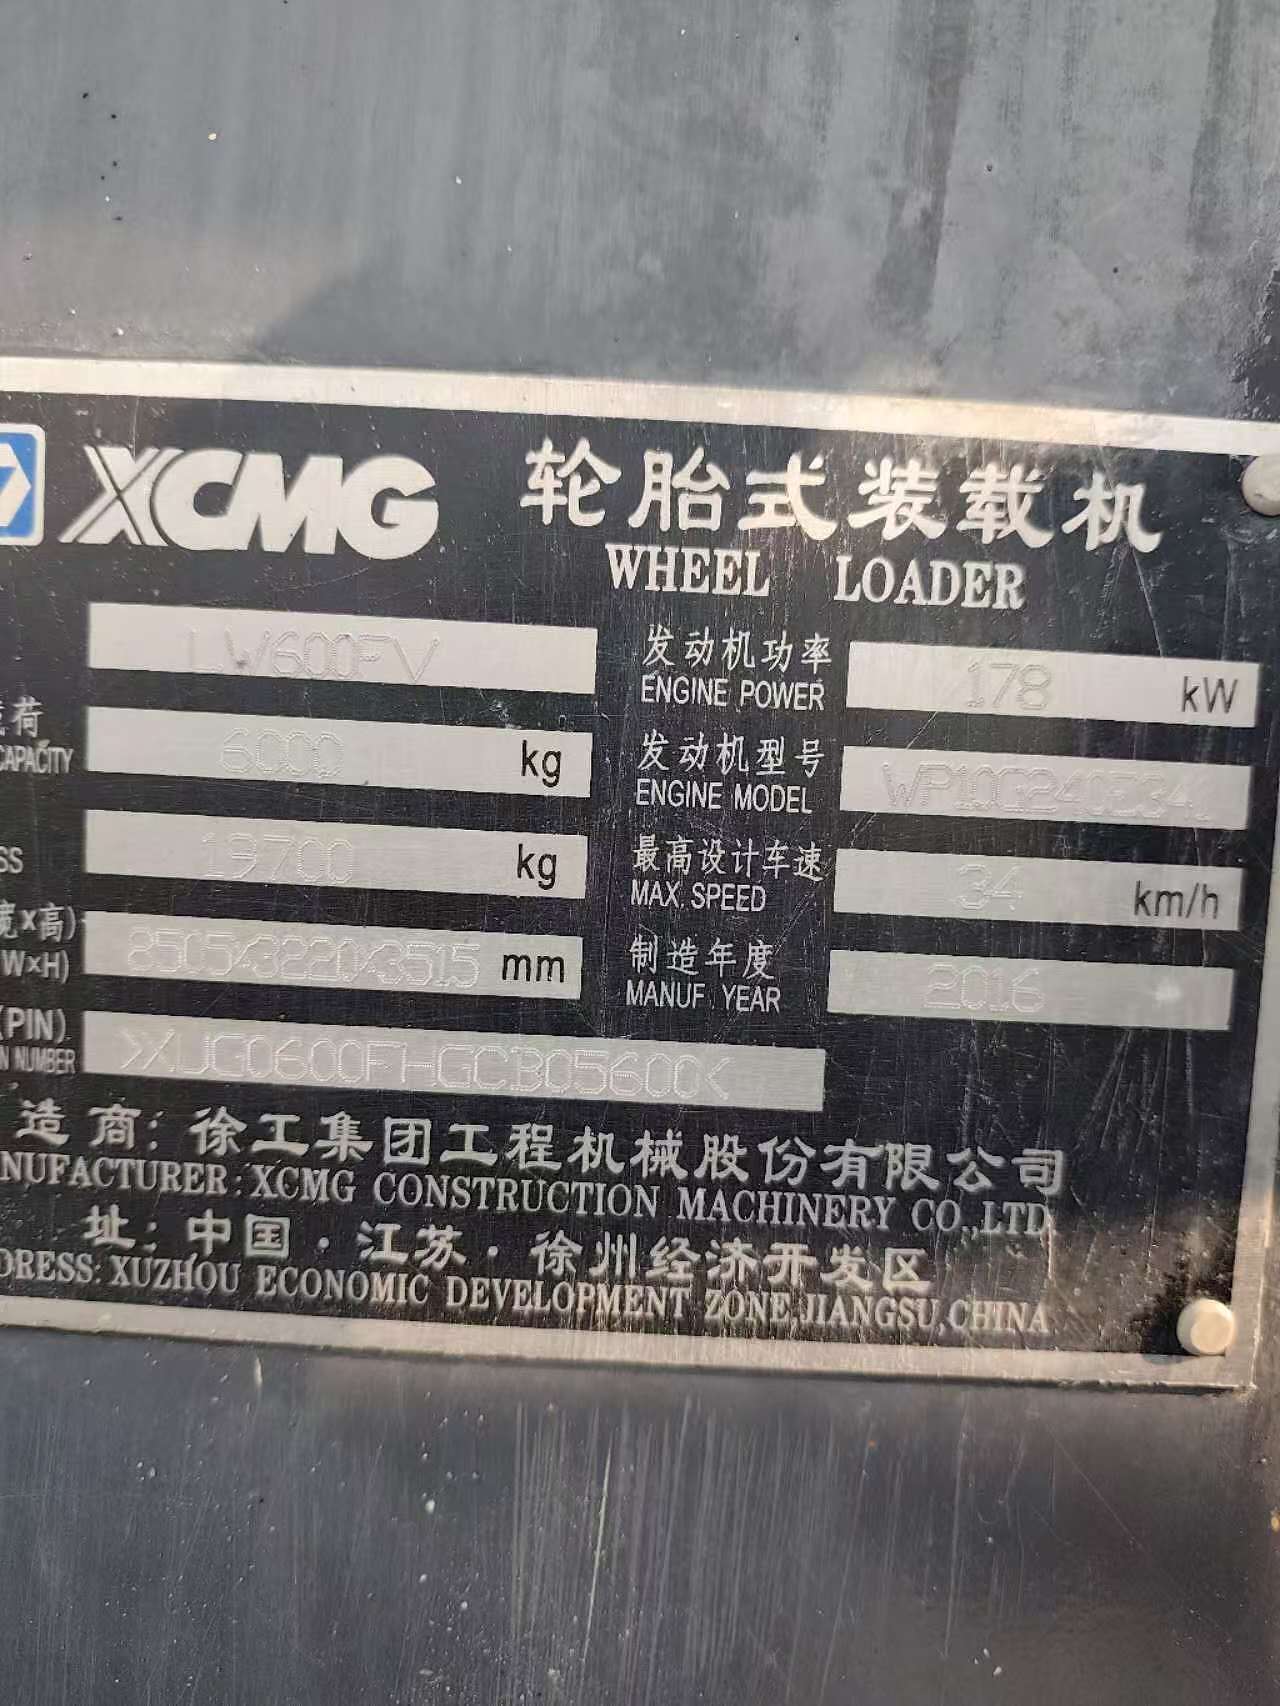 XCMG 轮胎式装载机
WHEEL LOADER
LW600FV
发动机功率 178 kW
ENGINE POWER
荷 6000 kg
CAPACITY
发动机型号
ENGINE MODEL
19700 kg
SS
最高设计车速 34 km/h
MAX. SPEED
宽×高)
W×H) 8505×3220×3515 mm
制造年度 2016
MANUF. YEAR
(PIN)
N NUMBER
造商: 徐工集团工程机械股份有限公司
NUFACTURER: XCMG CONSTRUCTION MACHINERY CO.,LTD
址: 中国·江苏·徐州经济开发区
DRESS: XUZHOU ECONOMIC DEVELOPMENT ZONE,JIANGSU,CHINA